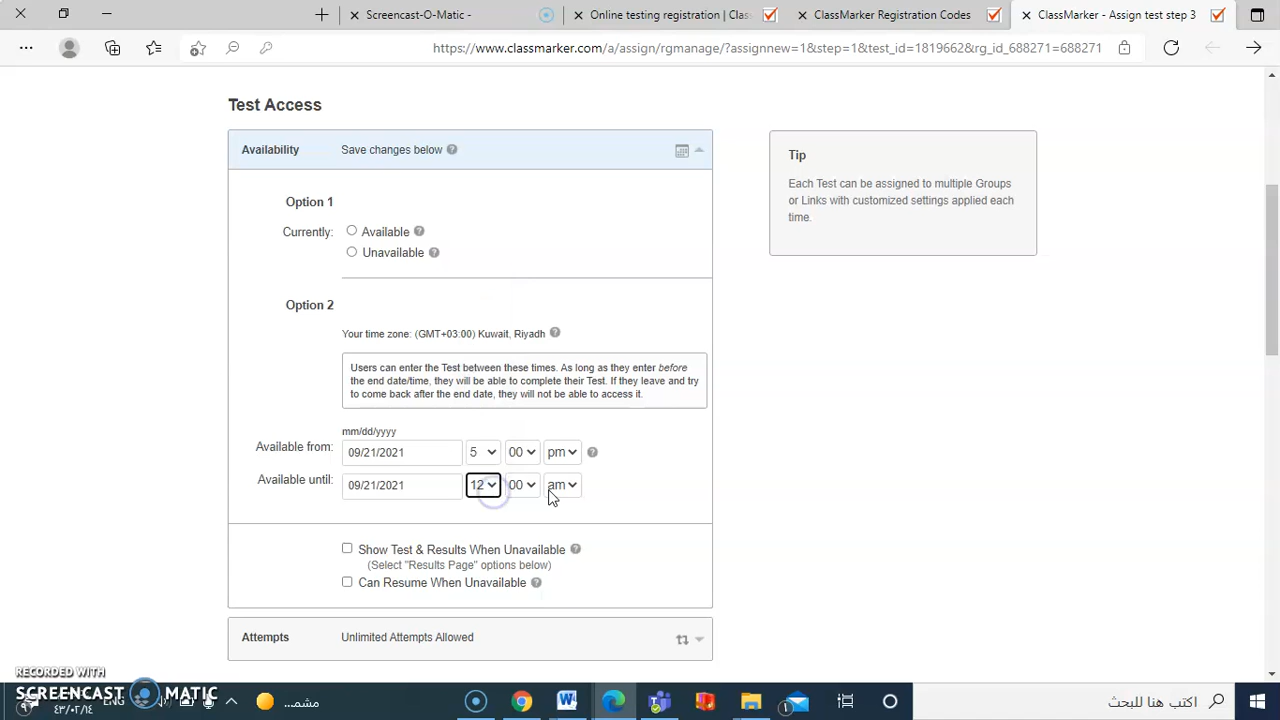 Screencast-O-Matic -
Online testing registration | Class
ClassMarker Registration Codes
ClassMarker - Assign test step 3
https://www.classmarker.com/a/assign/rgmanage/?assignnew=1&step=1&test_id=1819662&rg_id_688271=688271
Test Access
Availability Save changes below
Option 1
Currently: Available
Unavailable
Option 2
Your time zone: (GMT+03:00) Kuwait, Riyadh
Users can enter the Test between these times. As long as they enter before
the end date/time, they will be able to complete their Test. If they leave and try
to come back after the end date, they will not be able to access it.
mm/dd/yyyy
Available from: 09/21/2021 5 00 pm
Available until: 09/21/2021 12 00 am
Show Test & Results When Unavailable
(Select "Results Page" options below)
Can Resume When Unavailable
Attempts Unlimited Attempts Allowed
Tip
Each Test can be assigned to multiple Groups
or Links with customized settings applied each
time.
RECORDED WITH
SCREENCAST MATIC
ENG
مشمس...
اكتب هنا للبحث